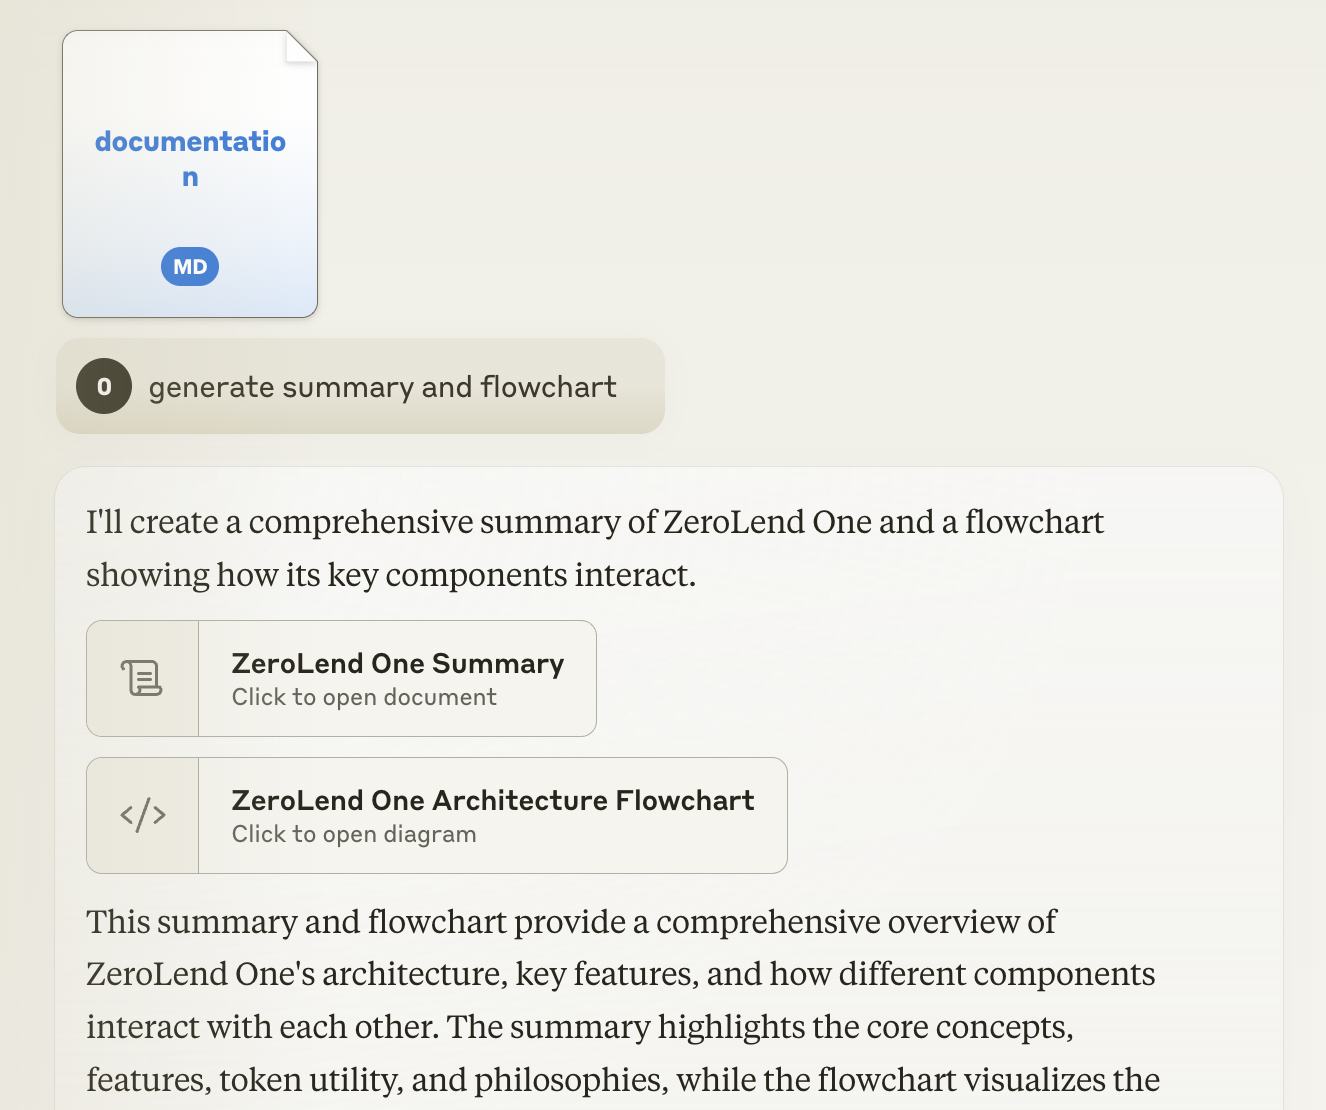 documentatio
n
MD
0 generate summary and flowchart
I'll create a comprehensive summary of ZeroLend One and a flowchart
showing how its key components interact.
ZeroLend One Summary
Click to open document
</>
ZeroLend One Architecture Flowchart
Click to open diagram
This summary and flowchart provide a comprehensive overview of
ZeroLend One's architecture, key features, and how different components
interact with each other. The summary highlights the core concepts,
features, token utility, and philosophies, while the flowchart visualizes the